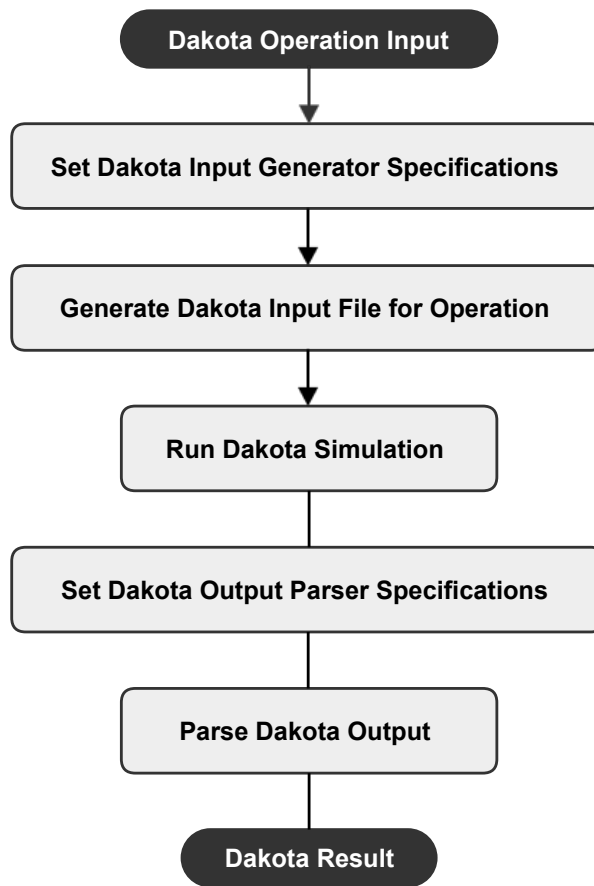 Dakota Operation Input
Set Dakota Input Generator Specifications
Generate Dakota Input File for Operation
Run Dakota Simulation
Set Dakota Output Parser Specifications
Parse Dakota Output
Dakota Result